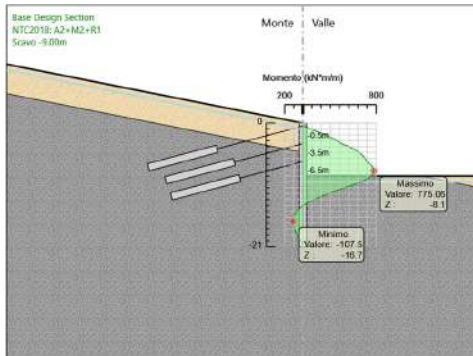 Base Design Section
NTC2018: A2+M2+R1
Scavo -9.00m
Monte
Valle
Momento (kN*m/m)
200
800
0
-0.5m
-3.5m
-6.5m
Massimo
Valore: 775.05
Z : -8.1
Minimo
Valore: -107.5
Z : -16.7
-21